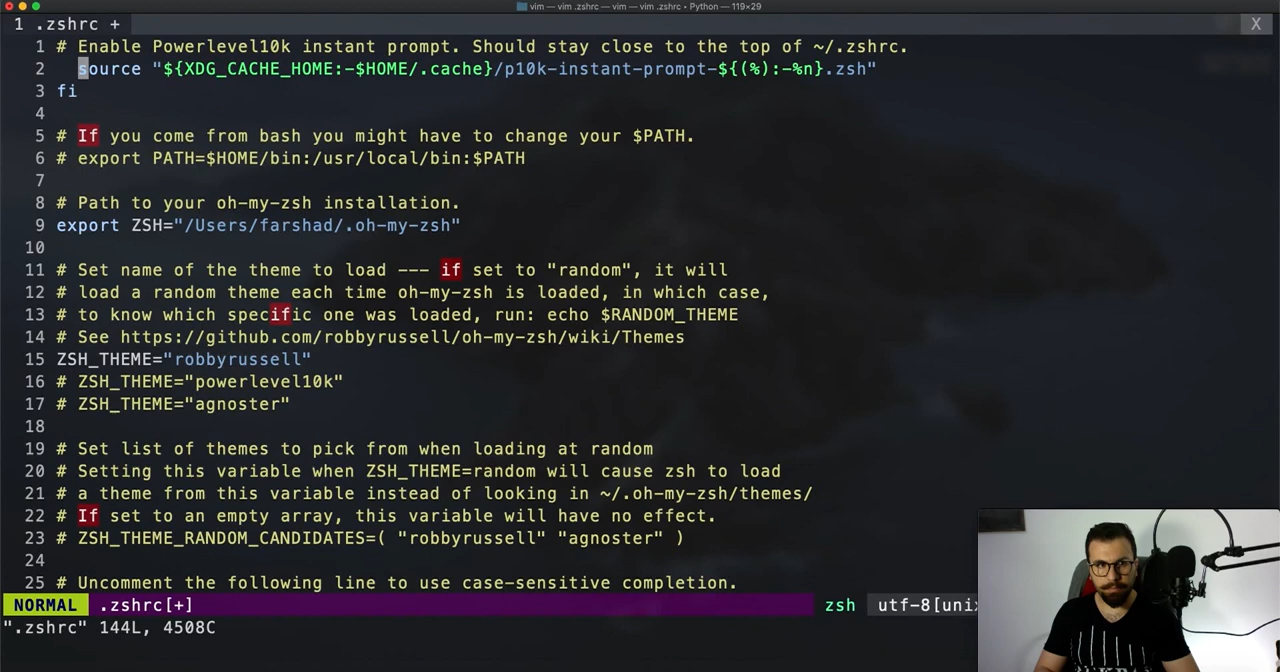 vim — vim .zshrc — vim — vim .zshrc • Python — 119×29
1 .zshrc + X
1 # Enable Powerlevel10k instant prompt. Should stay close to the top of ~/.zshrc.
2   source "${XDG_CACHE_HOME:-$HOME/.cache}/p10k-instant-prompt-${(%):-%n}.zsh"
3 fi
4
5 # If you come from bash you might have to change your $PATH.
6 # export PATH=$HOME/bin:/usr/local/bin:$PATH
7
8 # Path to your oh-my-zsh installation.
9 export ZSH="/Users/farshad/.oh-my-zsh"
10
11 # Set name of the theme to load --- if set to "random", it will
12 # load a random theme each time oh-my-zsh is loaded, in which case,
13 # to know which specific one was loaded, run: echo $RANDOM_THEME
14 # See https://github.com/robbyrussell/oh-my-zsh/wiki/Themes
15 ZSH_THEME="robbyrussell"
16 # ZSH_THEME="powerlevel10k"
17 # ZSH_THEME="agnoster"
18
19 # Set list of themes to pick from when loading at random
20 # Setting this variable when ZSH_THEME=random will cause zsh to load
21 # a theme from this variable instead of looking in ~/.oh-my-zsh/themes/
22 # If set to an empty array, this variable will have no effect.
23 # ZSH_THEME_RANDOM_CANDIDATES=( "robbyrussell" "agnoster" )
24
25 # Uncomment the following line to use case-sensitive completion.
NORMAL .zshrc[+] zsh utf-8[uni
".zshrc" 144L, 4508C